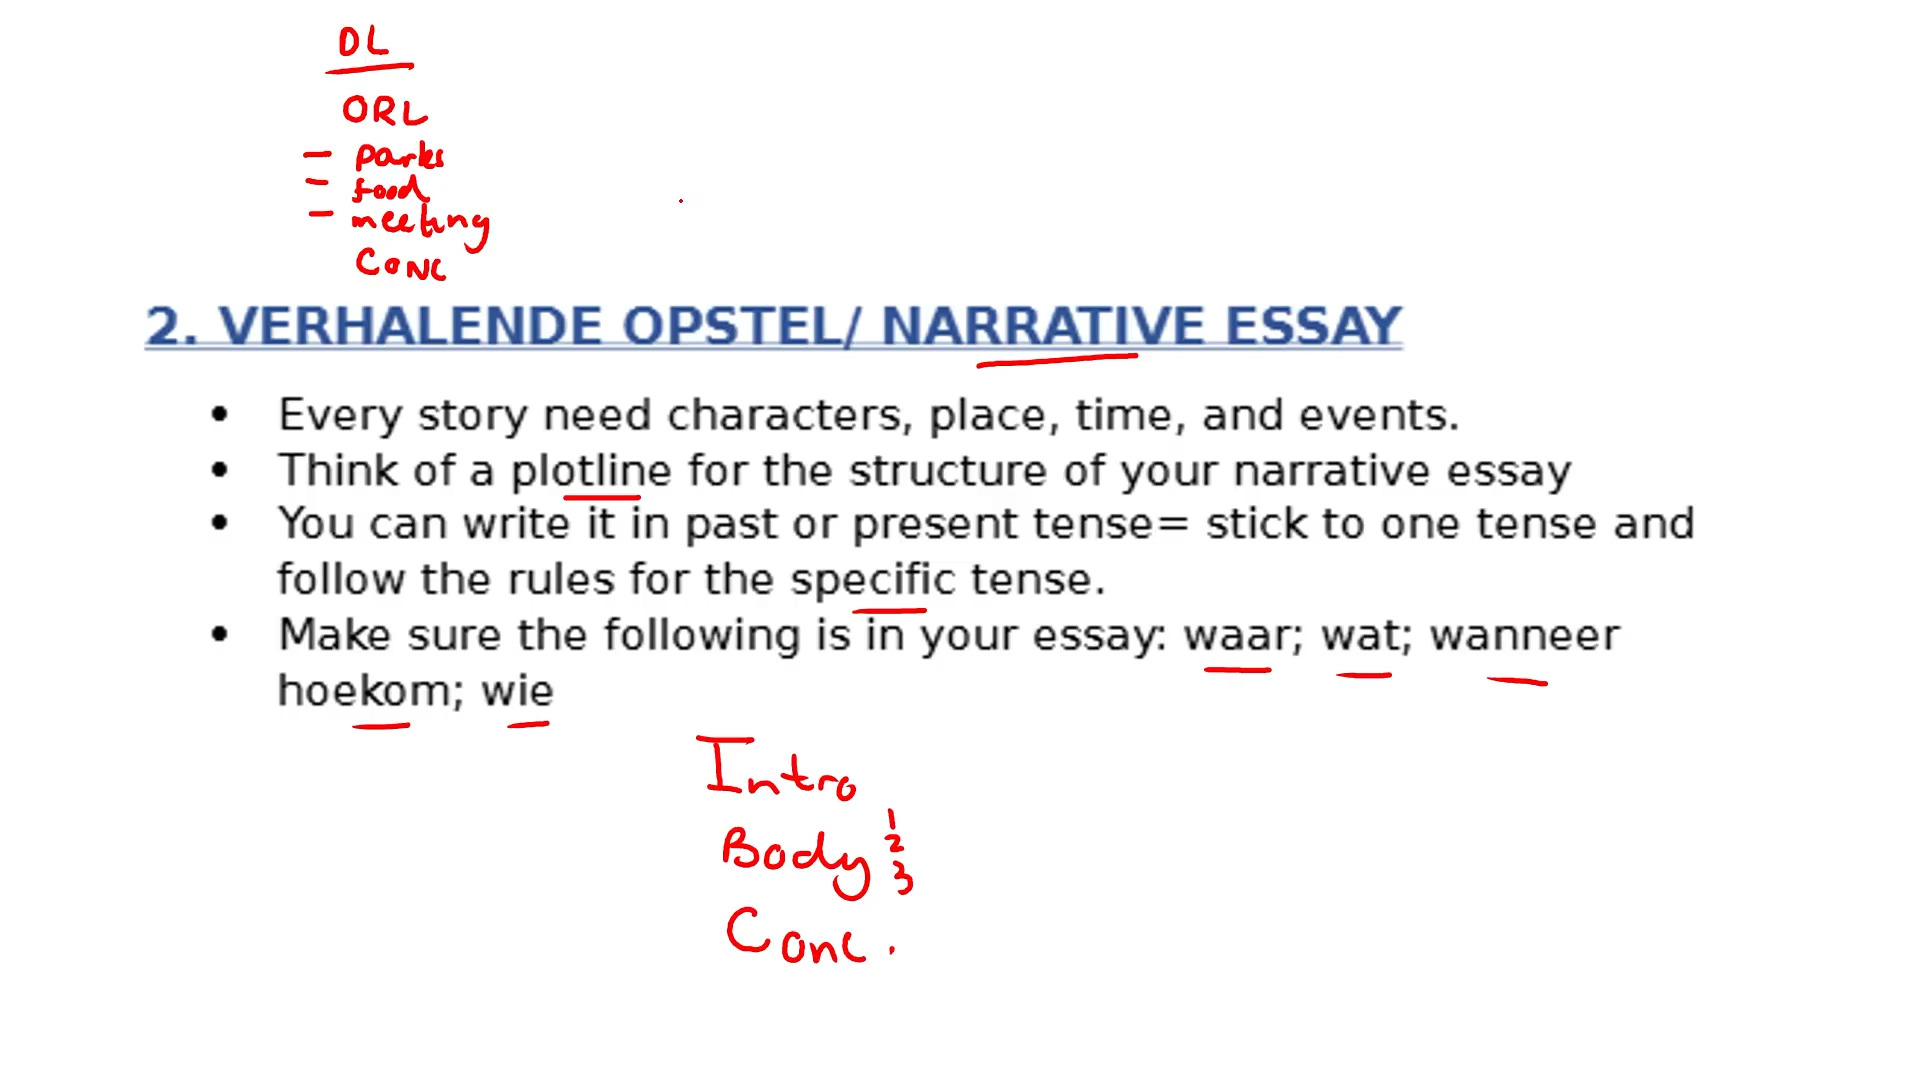 DL
ORL
– parks
– food
– meeting
CONC
2. VERHALENDE OPSTEL/ NARRATIVE ESSAY
• Every story need characters, place, time, and events.
• Think of a plotline for the structure of your narrative essay
• You can write it in past or present tense= stick to one tense and
follow the rules for the specific tense.
• Make sure the following is in your essay: waar; wat; wanneer
hoekom; wie
Intro
Body 1
2
3
Conc.